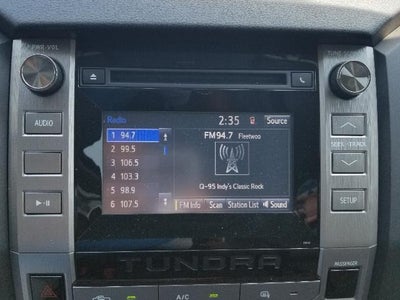 PWR•VOL
TUNE•SCROLL
Radio
2:35
Source
1 94.7
FM94.7 Fleetwoo
2 99.5
3 106.5
4 103.3
5 98.9
Q-95 Indy's Classic Rock
6 107.5
FM Info
Scan
Station List
Sound
AUDIO
SEEK•TRACK
SETUP
TUNDRA
PASSENGER
A/C